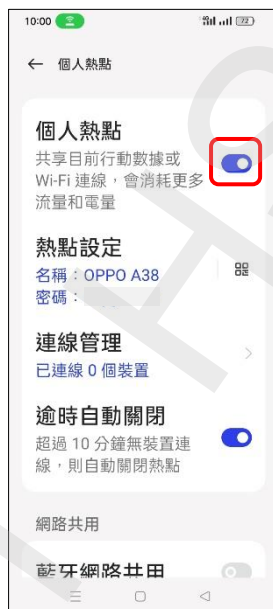 10:00
72
個人熱點
個人熱點
共享目前行動數據或
Wi-Fi 連線,會消耗更多
流量和電量
熱點設定
名稱:OPPO A38
密碼:
連線管理
已連線 0 個裝置
逾時自動關閉
超過 10 分鐘無裝置連
線,則自動關閉熱點
網路共用
藍牙網路共用